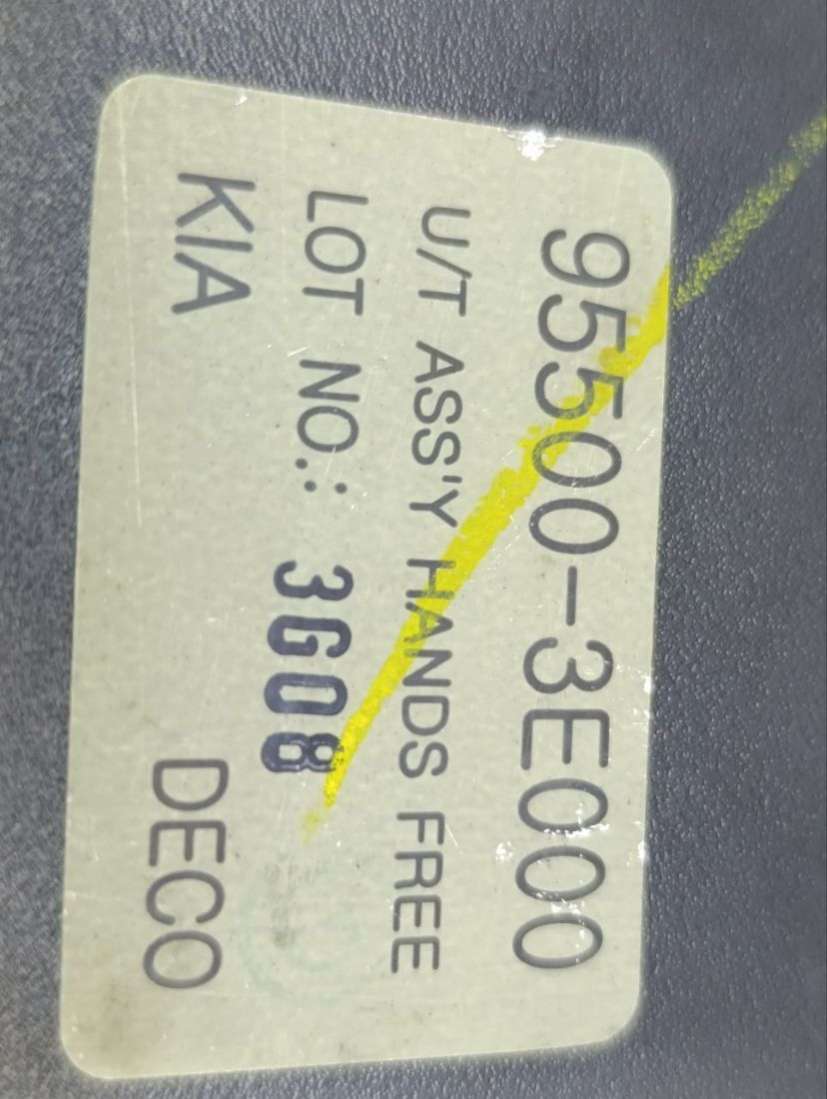 95500-3E000
U/T ASS'Y HANDS FREE
LOT NO.: 3G08
KIA DECO